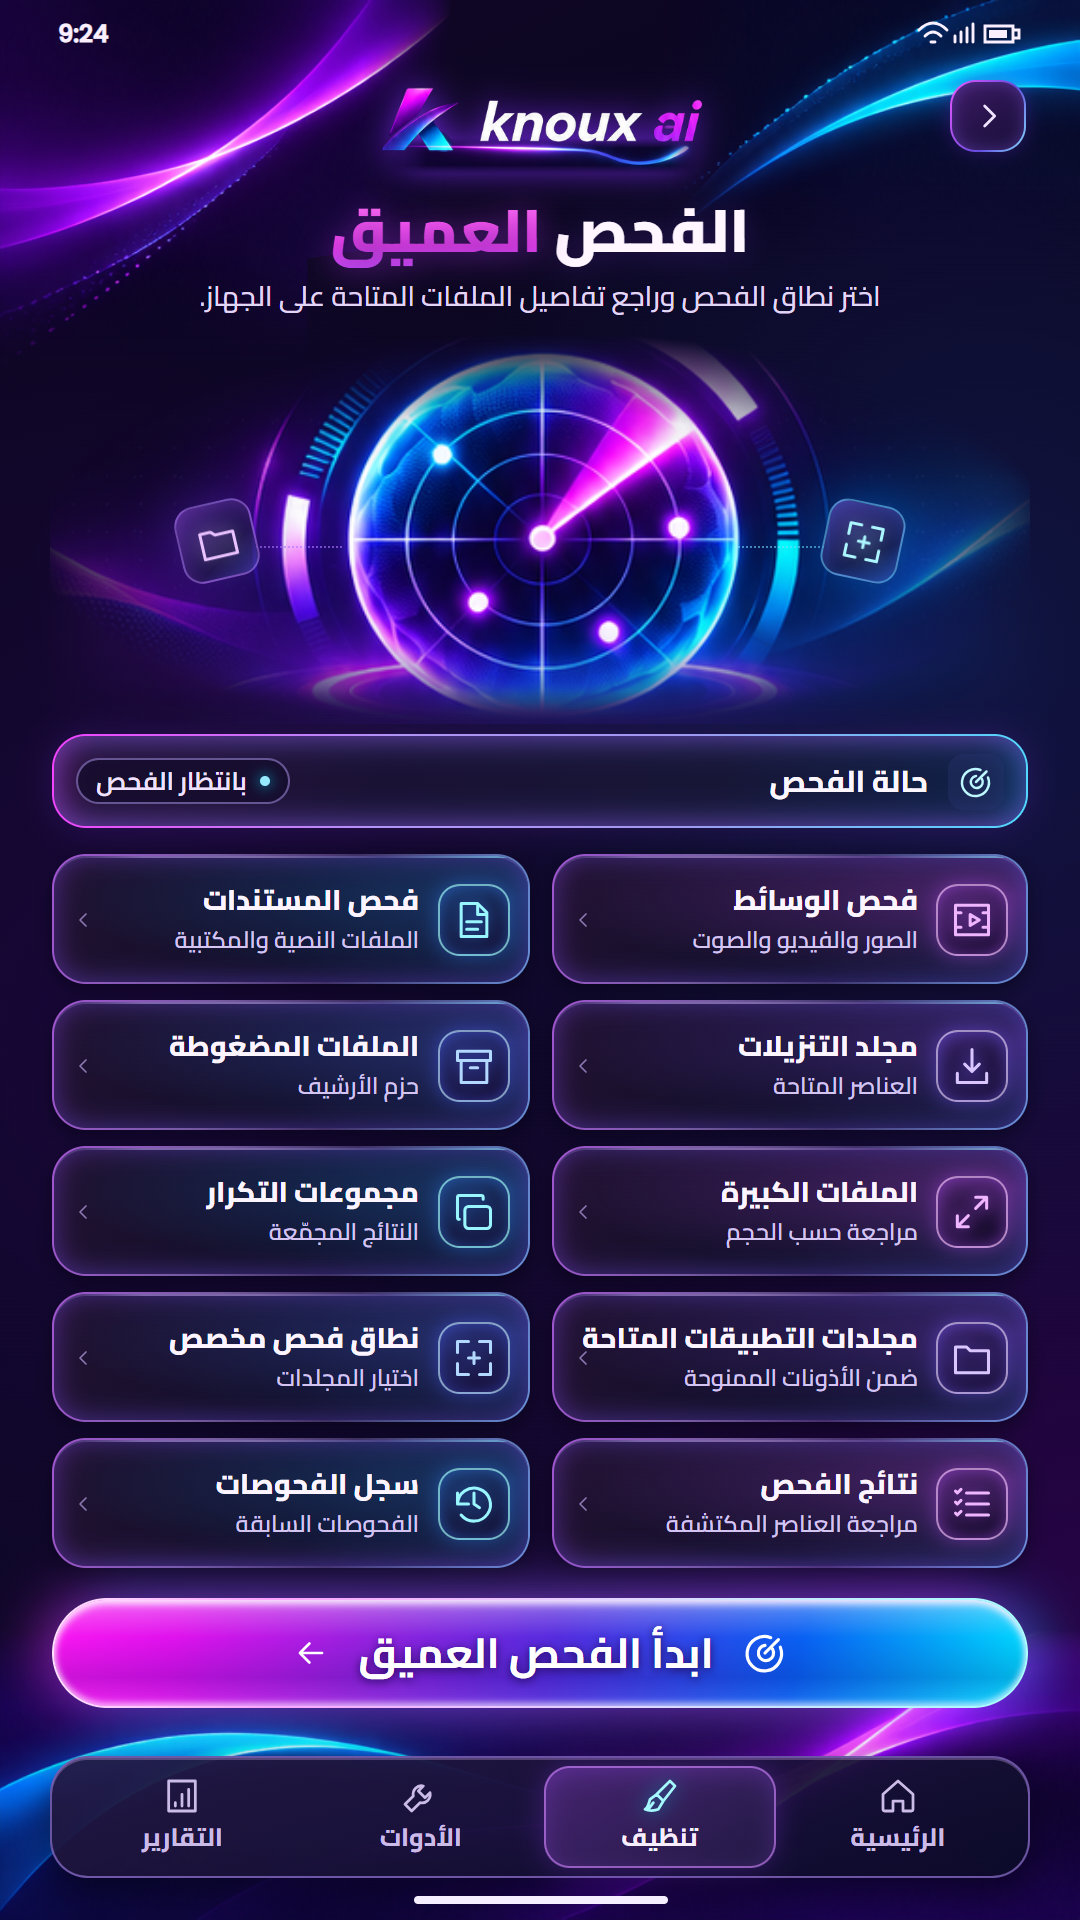 9:24
knoux ai
الفحص العميق
اختر نطاق الفحص وراجع تفاصيل الملفات المتاحة على الجهاز.
حالة الفحص
بانتظار الفحص
فحص الوسائط
الصور والفيديو والصوت
فحص المستندات
الملفات النصية والمكتبية
مجلد التنزيلات
العناصر المتاحة
الملفات المضغوطة
حزم الأرشيف
الملفات الكبيرة
مراجعة حسب الحجم
مجموعات التكرار
النتائج المجمّعة
مجلدات التطبيقات المتاحة
ضمن الأذونات الممنوحة
نطاق فحص مخصص
اختيار المجلدات
نتائج الفحص
مراجعة العناصر المكتشفة
سجل الفحوصات
الفحوصات السابقة
ابدأ الفحص العميق
الرئيسية
تنظيف
الأدوات
التقارير